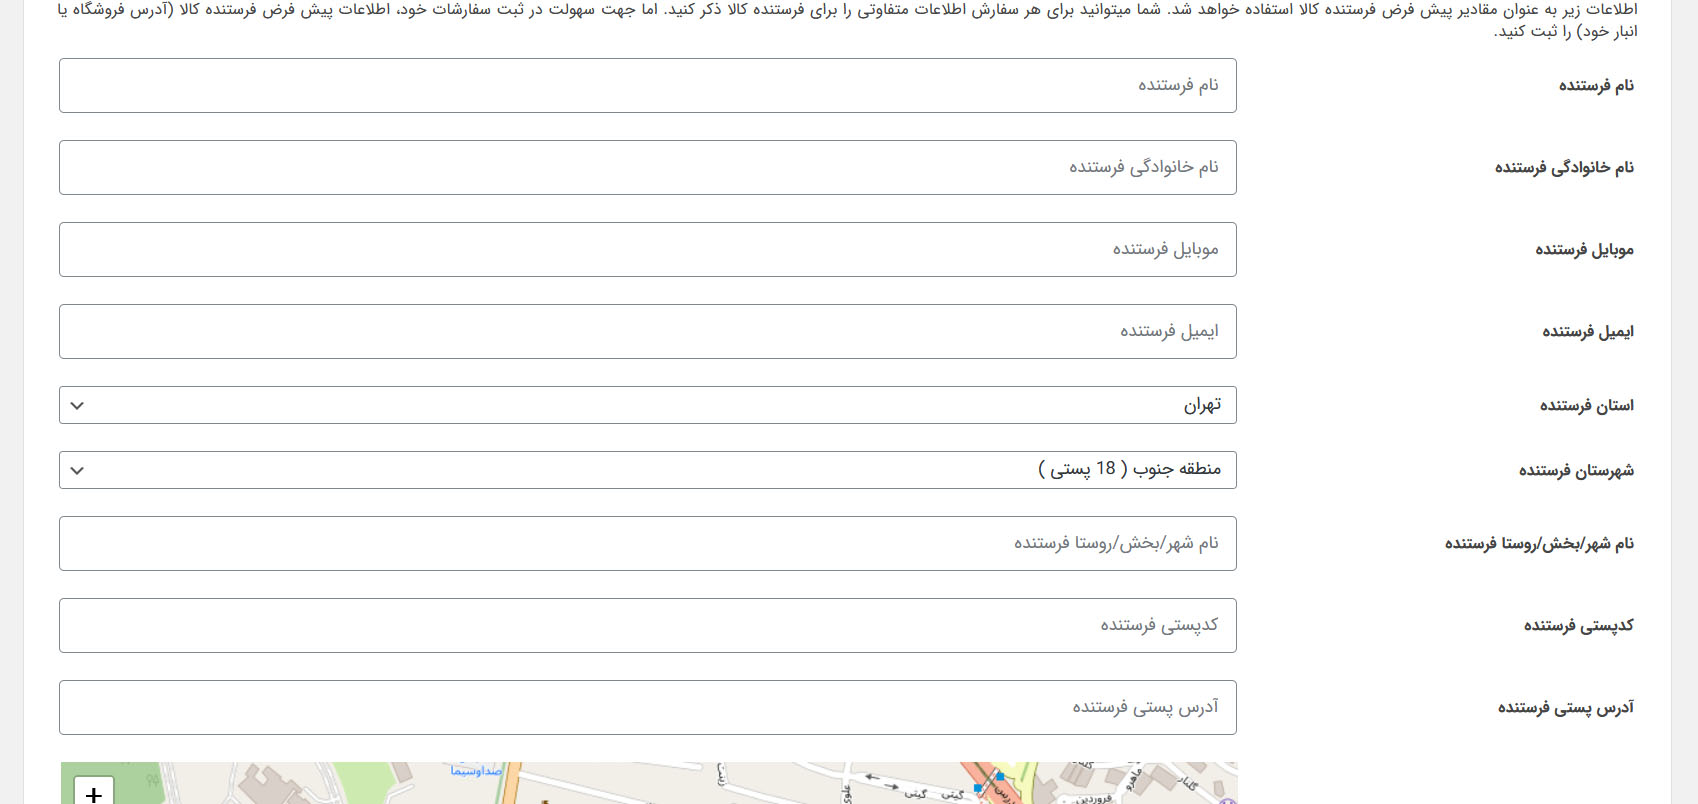 اطلاعات زیر به عنوان مقادیر پیش فرض فرستنده کالا استفاده خواهد شد. شما میتوانید برای هر سفارش اطلاعات متفاوتی را برای فرستنده کالا ذکر کنید. اما جهت سهولت در ثبت سفارشات خود، اطلاعات پیش فرض فرستنده کالا (آدرس فروشگاه یا
انبار خود) را ثبت کنید.
نام فرستنده
نام فرستنده
نام خانوادگی فرستنده
نام خانوادگی فرستنده
موبایل فرستنده
موبایل فرستنده
ایمیل فرستنده
ایمیل فرستنده
استان فرستنده
تهران
شهرستان فرستنده
منطقه جنوب ( 18 پستی )
نام شهر/بخش/روستا فرستنده
نام شهر/بخش/روستا فرستنده
کدپستی فرستنده
کدپستی فرستنده
آدرس پستی فرستنده
آدرس پستی فرستنده
+
صداوسیما
زینت
علوی
گیتی
گیتی
ماهرو
گلنار
فروردین